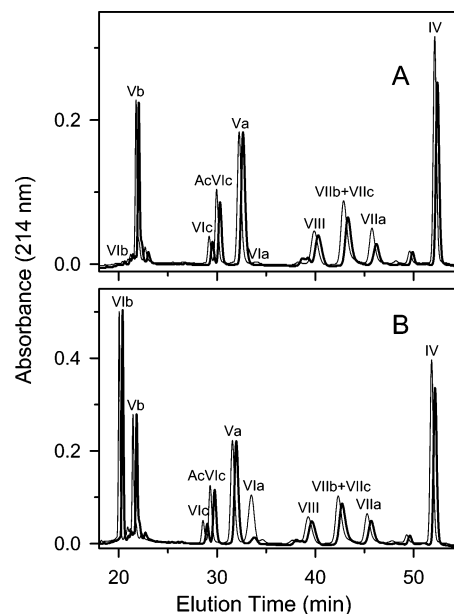 A
IV
Vb
0.2
Va
AcVIc
VIIb+VIIc
VIc
VIII
VIIa
VIb
VIa
0.0
Absorbance (214 nm)
B
VIb
IV
0.4
Vb
Va
0.2
AcVIc
VIa
VIIb+VIIc
VIc
VIII
VIIa
0.0
20 30 40 50
Elution Time (min)